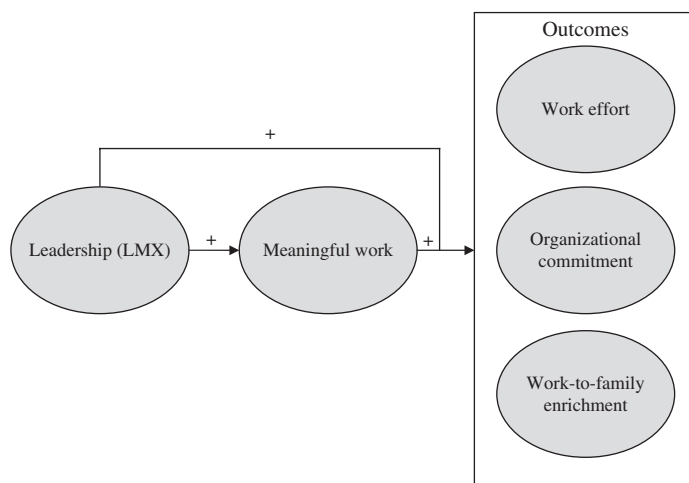 Outcomes
Work effort
+
Leadership (LMX)
+
Meaningful work
+
Organizational
commitment
Work-to-family
enrichment